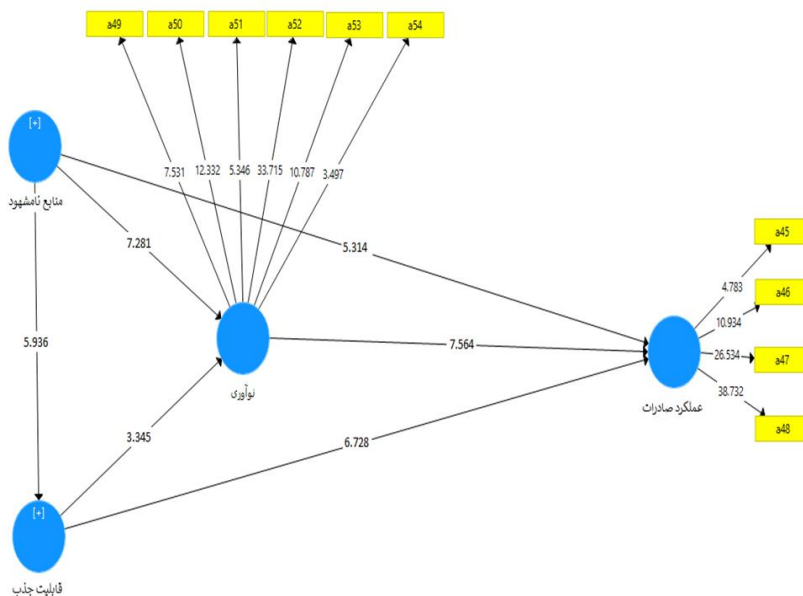 a49 a50 a51 a52 a53 a54
[+]
منابع نامشهود
7.531 12.332 5.346 33.715 10.787 3.497
7.281
5.314
5.936
a45
4.783
a46
10.934
a47
26.534
38.732
a48
نوآوری
7.564
عملکرد صادرات
3.345
6.728
[+]
قابلیت جذب